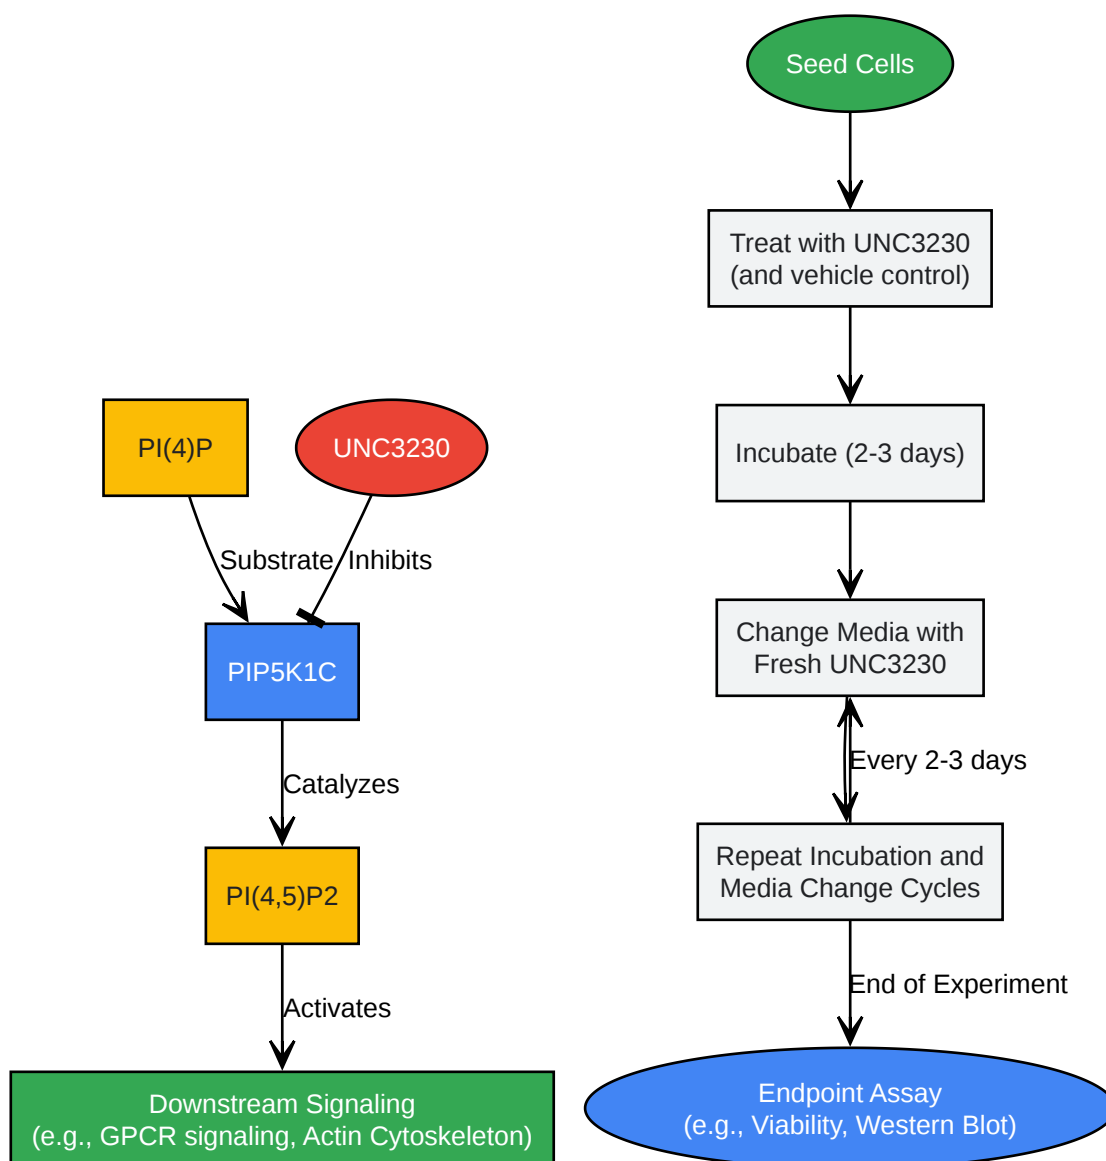 PI(4)P
UNC3230
Substrate
Inhibits
PIP5K1C
Catalyzes
PI(4,5)P2
Activates
Downstream Signaling
(e.g., GPCR signaling, Actin Cytoskeleton)
Seed Cells
Treat with UNC3230
(and vehicle control)
Incubate (2-3 days)
Change Media with
Fresh UNC3230
Every 2-3 days
Repeat Incubation and
Media Change Cycles
End of Experiment
Endpoint Assay
(e.g., Viability, Western Blot)